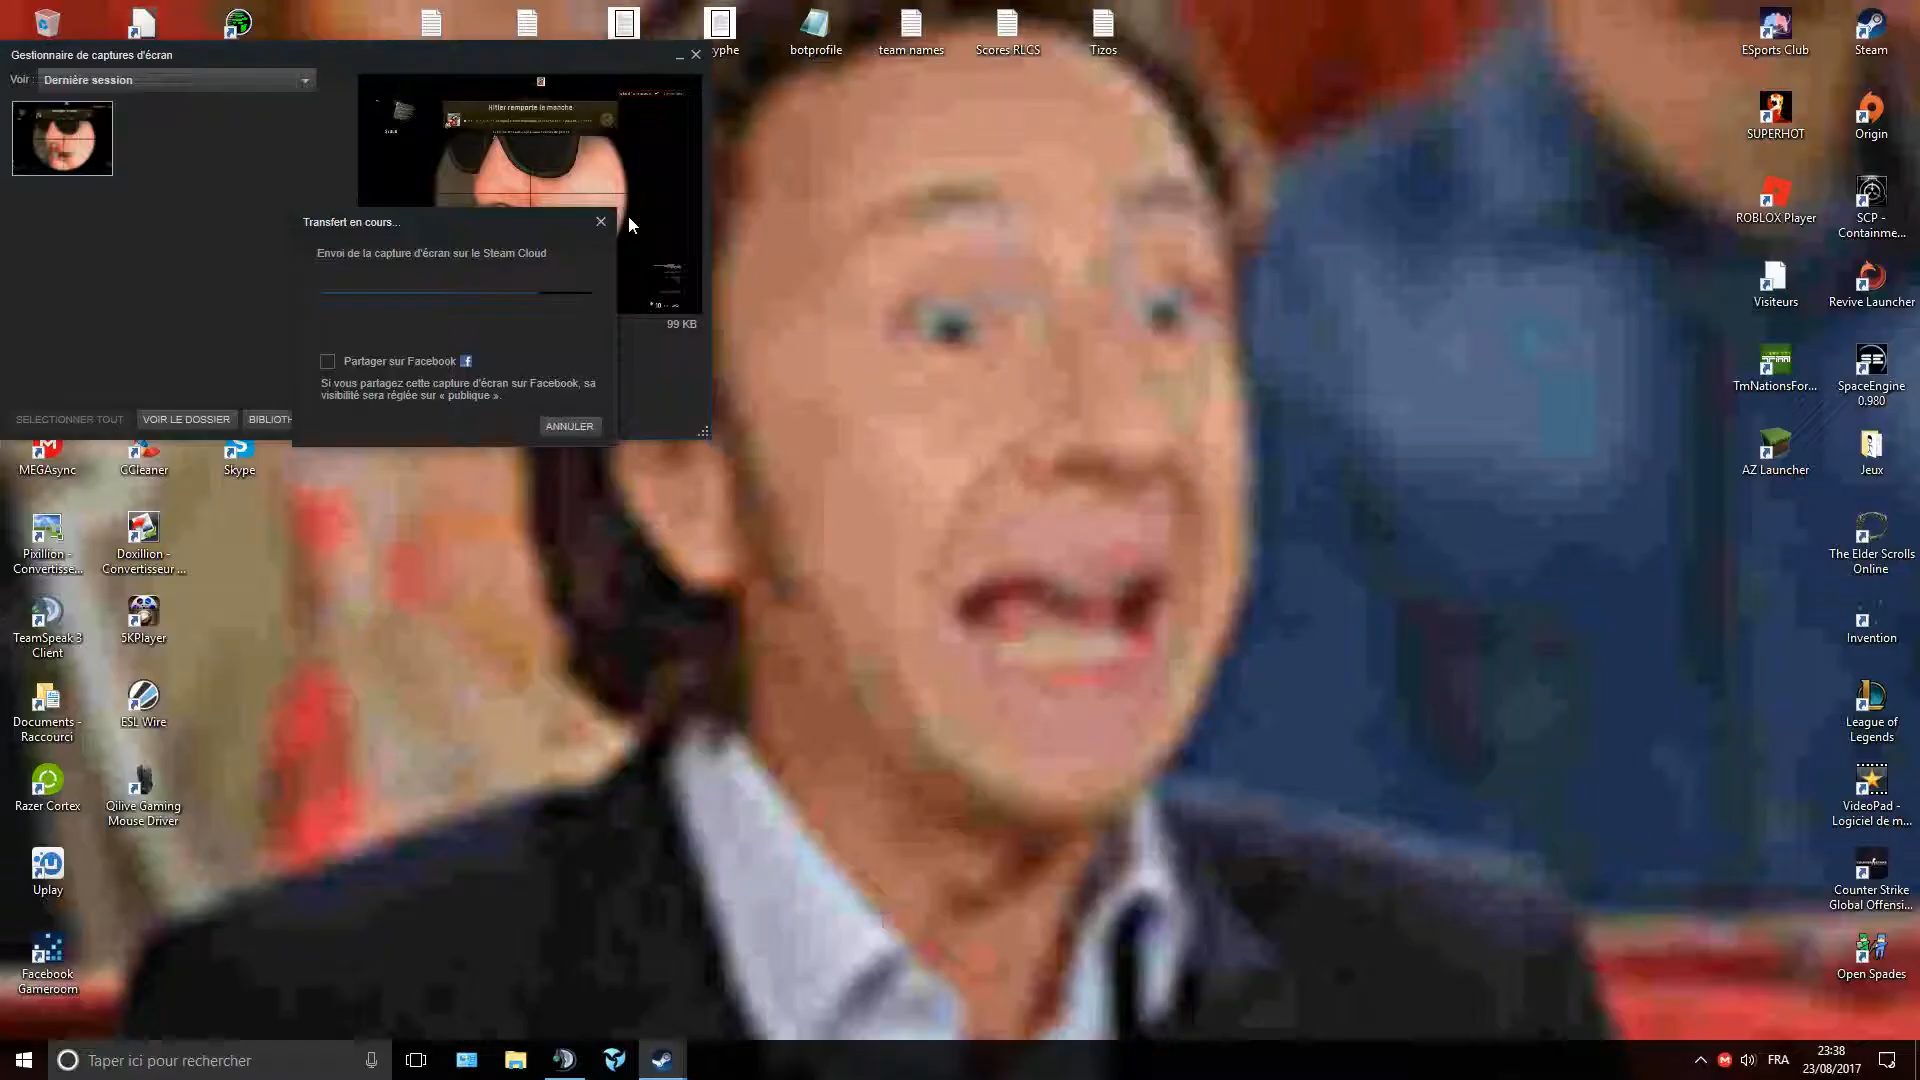 yphe
botprofile
team names
Scores RLCS
Tizos
ESports Club
Steam
Gestionnaire de captures d'écran
Voir :
Dernière session
Hitler remporte la manche
99 KB
Transfert en cours...
Envoi de la capture d'écran sur le Steam Cloud
Partager sur Facebook
Si vous partagez cette capture d'écran sur Facebook, sa
visibilité sera réglée sur « publique ».
ANNULER
SELECTIONNER TOUT
VOIR LE DOSSIER
BIBLIOTH
SUPERHOT
Origin
ROBLOX Player
SCP -
Containme...
Visiteurs
Revive Launcher
TmNationsFor...
SpaceEngine
0.980
AZ Launcher
Jeux
MEGAsync
CCleaner
Skype
Pixillion -
Convertisse...
Doxillion -
Convertisseur ...
The Elder Scrolls
Online
TeamSpeak 3
Client
5KPlayer
Invention
Documents -
Raccourci
ESL Wire
League of
Legends
Razer Cortex
Qilive Gaming
Mouse Driver
VideoPad -
Logiciel de m...
Uplay
Counter Strike
Global Offensi...
Facebook
Gameroom
Open Spades
Taper ici pour rechercher
FRA
23:38
23/08/2017